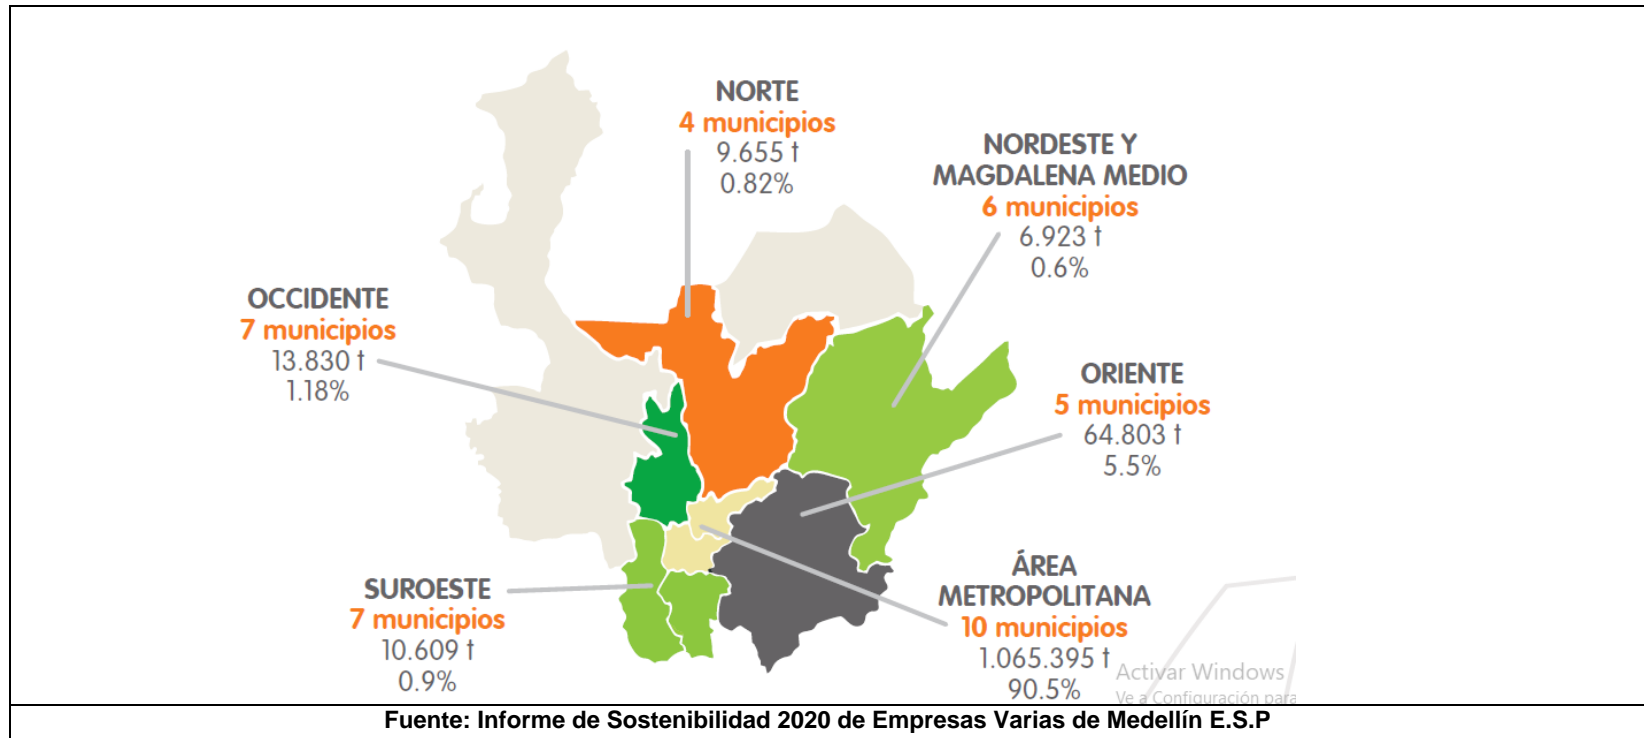 NORTE
4 municipios
9.655 t
0.82%
NORDESTE Y
MAGDALENA MEDIO
6 municipios
6.923 t
0.6%
OCCIDENTE
7 municipios
13.830 t
1.18%
ORIENTE
5 municipios
64.803 t
5.5%
SUROESTE
7 municipios
10.609 t
0.9%
ÁREA
METROPOLITANA
10 municipios
1.065.395 t
90.5%
Activar Windows
Ve a Configuración para
Fuente: Informe de Sostenibilidad 2020 de Empresas Varias de Medellín E.S.P